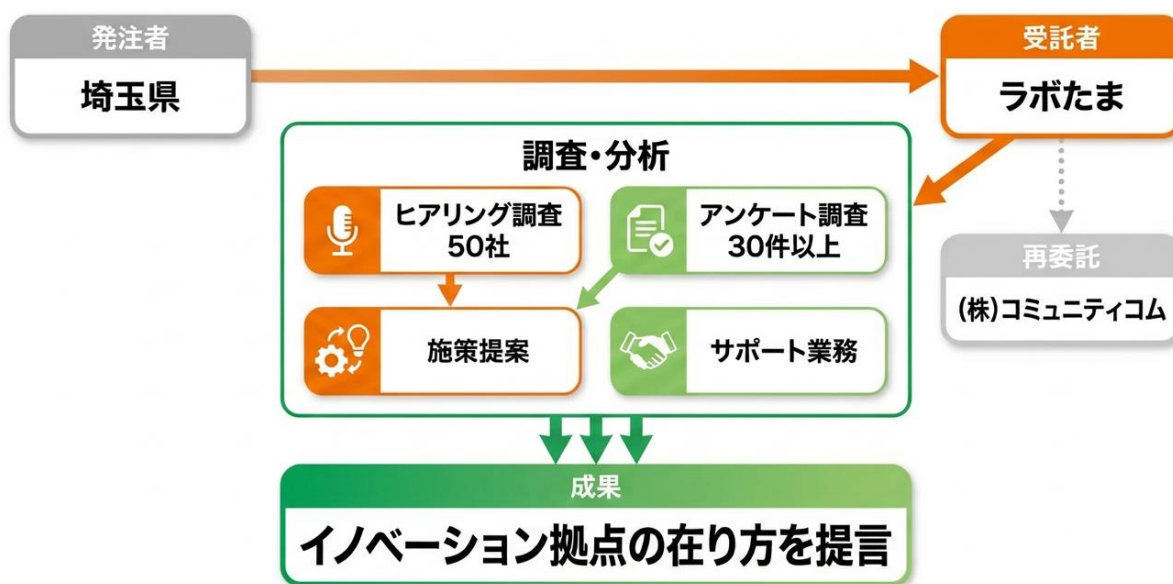 発注者
埼玉県
受託者
ラボたま
調査・分析
ヒアリング調査
50社
アンケート調査
30件以上
再委託
(株)コミュニティコム
施策提案
サポート業務
成果
イノベーション拠点の在り方を提言